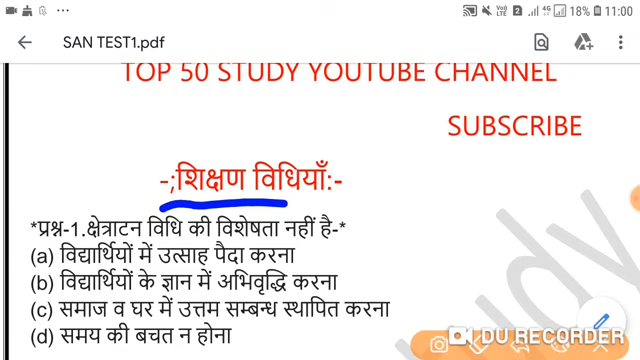 18% 11:00
SAN TEST1.pdf
TOP 50 STUDY YOUTUBE CHANNEL
SUBSCRIBE
-;शिक्षण विधियाँ:-
*प्रश्न-1.क्षेत्राटन विधि की विशेषता नहीं है-*
(a) विद्यार्थियों में उत्साह पैदा करना
(b) विद्यार्थियों के ज्ञान में अभिवृद्धि करना
(c) समाज व घर में उत्तम सम्बन्ध स्थापित करना
(d) समय की बचत न होना
DU RECORDER